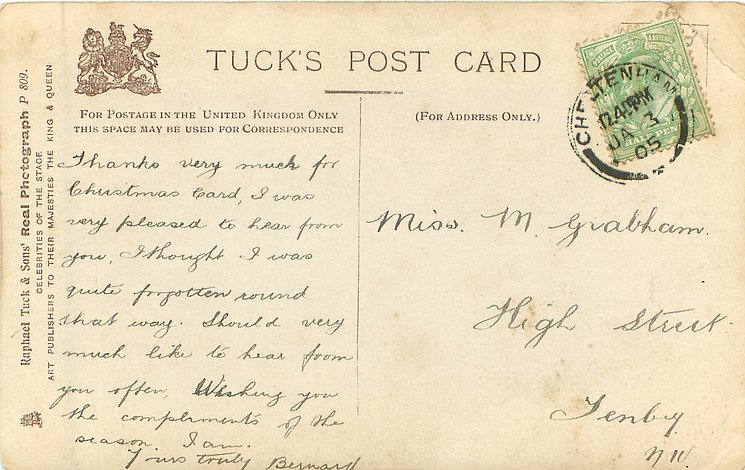 TUCK'S POST CARD
FOR POSTAGE IN THE UNITED KINGDOM ONLY
THIS SPACE MAY BE USED FOR CORRESPONDENCE
(FOR ADDRESS ONLY.)
Raphael Tuck & Sons' Real Photograph P 809.
CELEBRITIES OF THE STAGE.
ART PUBLISHERS TO THEIR MAJESTIES THE KING & QUEEN
Thanks very much for
Christmas Card, I was
very pleased to hear from
you, I thought I was
quite forgotten round
that way. Should very
much like to hear from
you often, Wishing you
the compliments of the
season. I am.
Yours truly Bernard
CHELTENHAM
12.40PM
JA 3
05
Miss. M. Grabham.
High Street.
Tenby